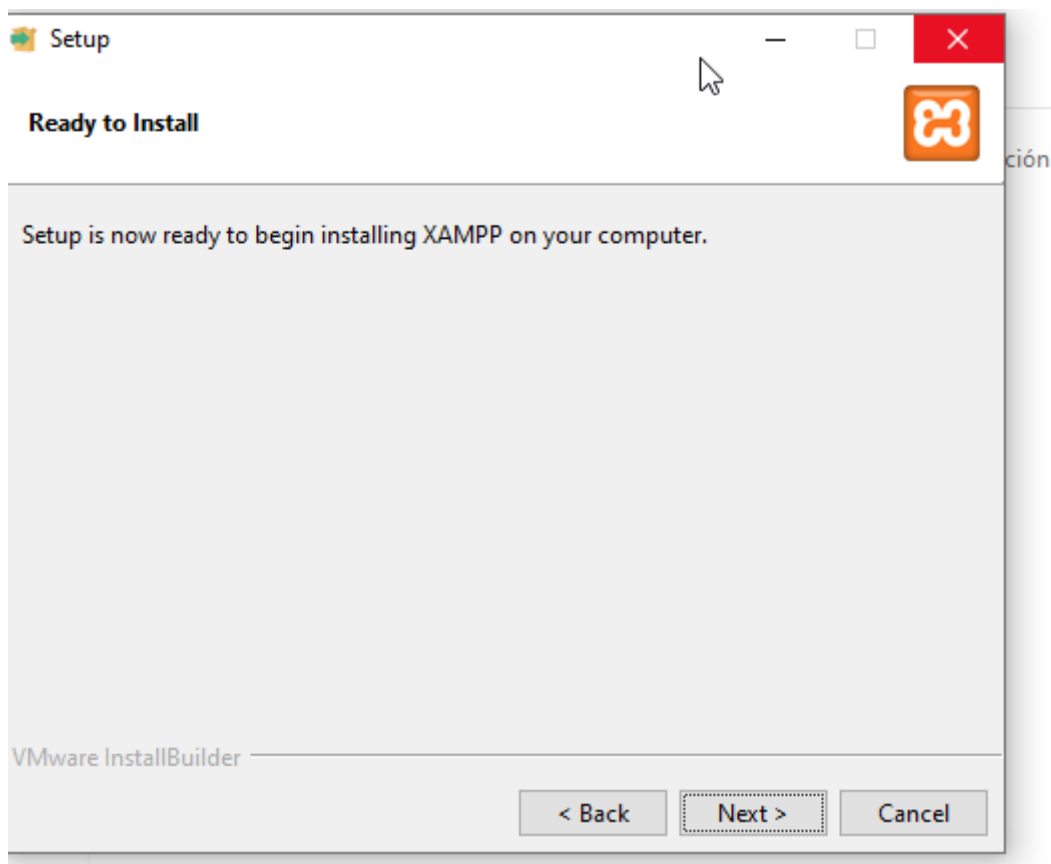 Setup
Ready to Install
ción
Setup is now ready to begin installing XAMPP on your computer.
VMware InstallBuilder
< Back Next > Cancel